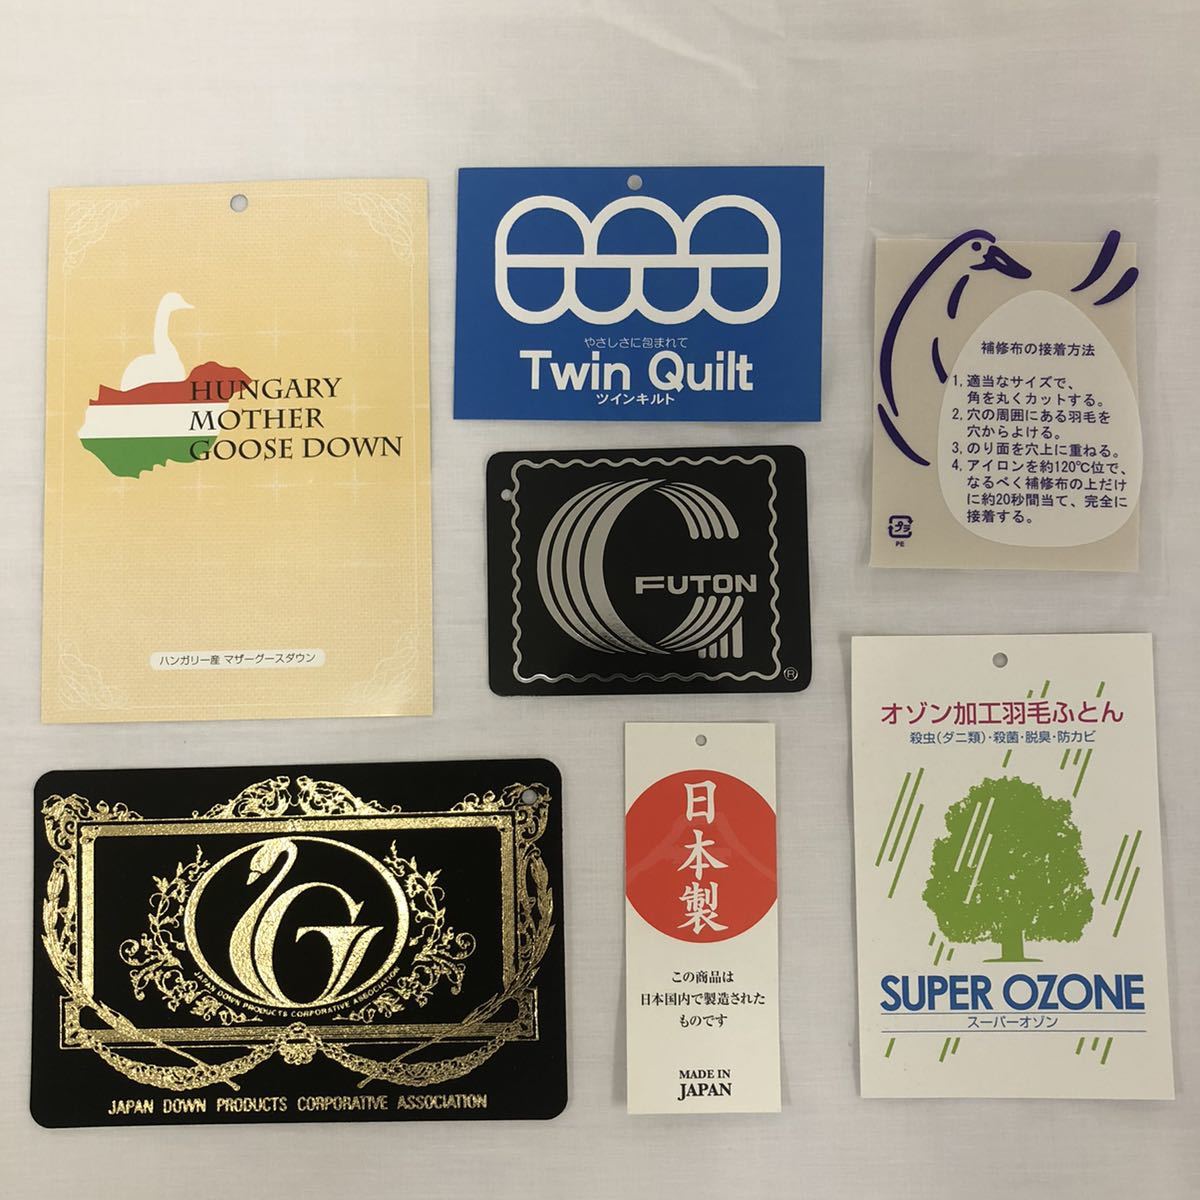 HUNGARY
MOTHER
GOOSE DOWN
ハンガリー産 マザーグースダウン
やさしさに包まれて
Twin Quilt
ツインキルト
補修布の接着方法
1. 適当なサイズで、
角を丸くカットする。
2. 穴の周囲にある羽毛を
穴からよける。
3. のり面を穴上に重ねる。
4. アイロンを約120℃位で、
なるべく補修布の上だけ
に約20秒間当て、完全に
接着する。
プラ
PE
G
FUTON
®
G
JAPAN DOWN PRODUCTS CORPORATIVE ASSOCIATION
JAPAN DOWN PRODUCTS CORPORATIVE ASSOCIATION
日本製
この商品は
日本国内で製造された
ものです
MADE IN
JAPAN
オゾン加工羽毛ふとん
殺虫(ダニ類)・殺菌・脱臭・防カビ
SUPER OZONE
スーパーオゾン